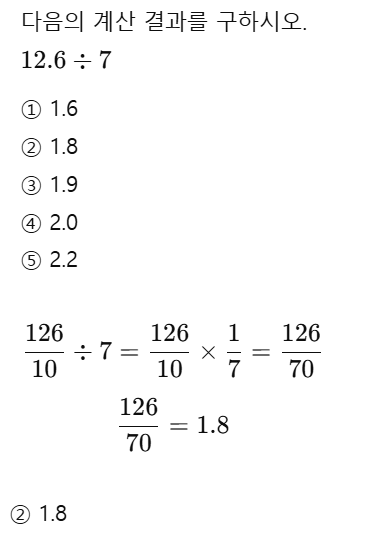 다음의 계산 결과를 구하시오.
12.6 ÷ 7
① 1.6
② 1.8
③ 1.9
④ 2.0
⑤ 2.2
126/10 ÷ 7 = 126/10 × 1/7 = 126/70
126/70 = 1.8
② 1.8